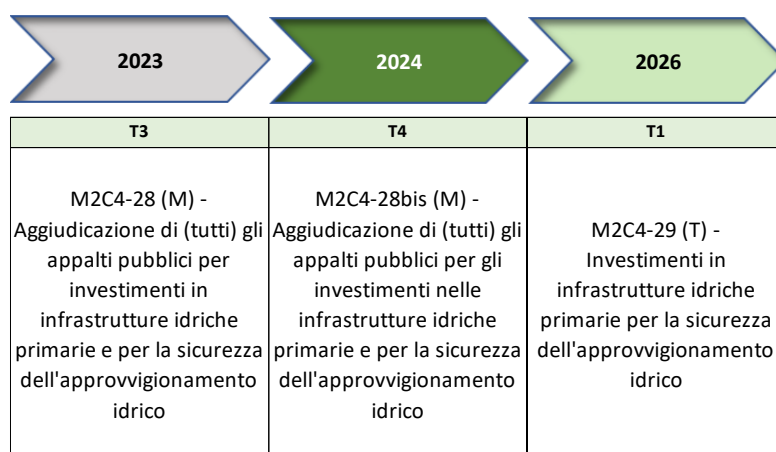 2023
2024
2026
T3
T4
T1
M2C4-28 (M) -
Aggiudicazione di (tutti) gli
appalti pubblici per
investimenti in
infrastrutture idriche
primarie e per la sicurezza
dell'approvvigionamento
idrico
M2C4-28bis (M) -
Aggiudicazione di (tutti) gli
appalti pubblici per gli
investimenti nelle
infrastrutture idriche
primarie e per la sicurezza
dell'approvvigionamento
idrico
M2C4-29 (T) -
Investimenti in
infrastrutture idriche
primarie per la sicurezza
dell'approvvigionamento
idrico